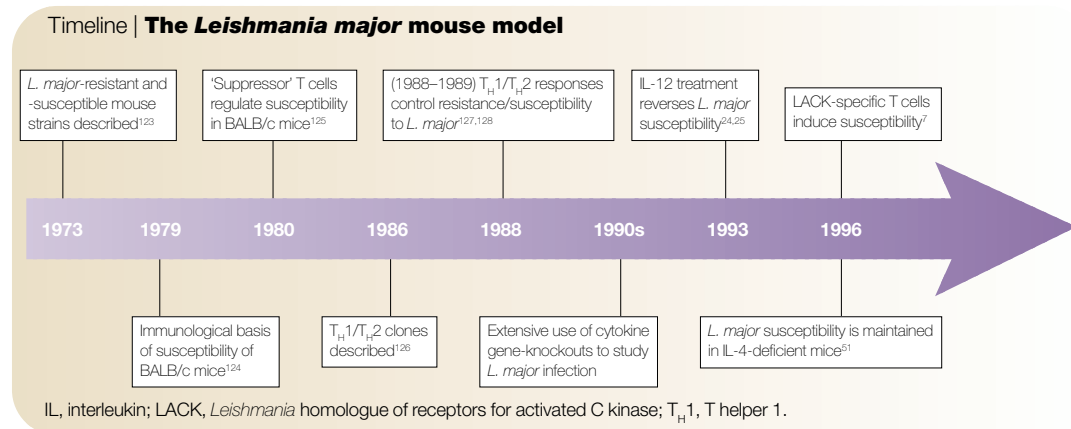 Timeline | The Leishmania major mouse model
L. major-resistant and
-susceptible mouse
strains described123
'Suppressor' T cells
regulate susceptibility
in BALB/c mice125
(1988–1989) TH1/TH2 responses
control resistance/susceptibility
to L. major127,128
IL-12 treatment
reverses L. major
susceptibility24,25
LACK-specific T cells
induce susceptibility7
1973
1979
1980
1986
1988
1990s
1993
1996
Immunological basis
of susceptibility of
BALB/c mice124
TH1/TH2 clones
described126
Extensive use of cytokine
gene-knockouts to study
L. major infection
L. major susceptibility is maintained
in IL-4-deficient mice51
IL, interleukin; LACK, Leishmania homologue of receptors for activated C kinase; TH1, T helper 1.